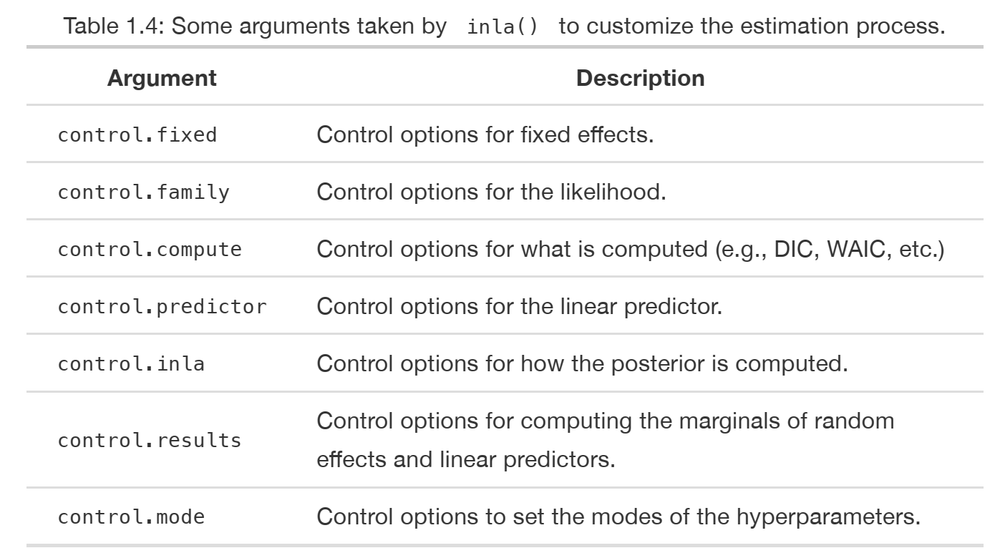 Table 1.4: Some arguments taken by inla() to customize the estimation process.
Argument Description
control.fixed Control options for fixed effects.
control.family Control options for the likelihood.
control.compute Control options for what is computed (e.g., DIC, WAIC, etc.)
control.predictor Control options for the linear predictor.
control.inla Control options for how the posterior is computed.
control.results Control options for computing the marginals of random
effects and linear predictors.
control.mode Control options to set the modes of the hyperparameters.